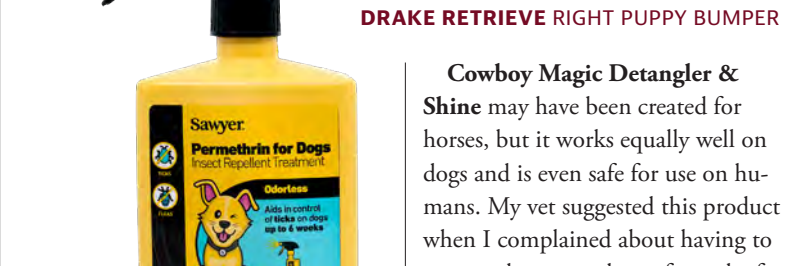 DRAKE RETRIEVE RIGHT PUPPY BUMPER
Sawyer
Permethrin for Dogs
Insect Repellent Treatment
TICKS
FLEAS
Odorless
Aids in control
of ticks on dogs
up to 6 weeks
Cowboy Magic Detangler &
Shine may have been created for
horses, but it works equally well on
dogs and is even safe for use on hu-
mans. My vet suggested this product
when I complained about having to